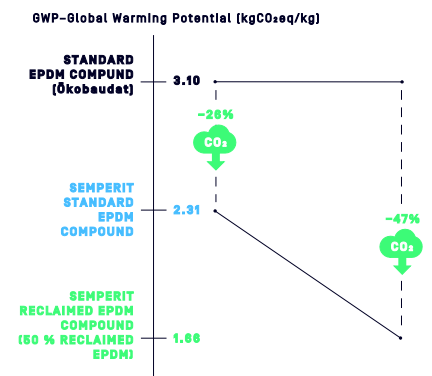 GWP-Global Warming Potential (kgCO₂eq/kg)
STANDARD
EPDM COMPUND
(Ökobaudat)
3.10
-26%
CO₂
SEMPERIT
STANDARD
EPDM
COMPOUND
2.31
-47%
CO₂
SEMPERIT
RECLAIMED EPDM
COMPOUND
(50 % RECLAIMED
EPDM)
1.66